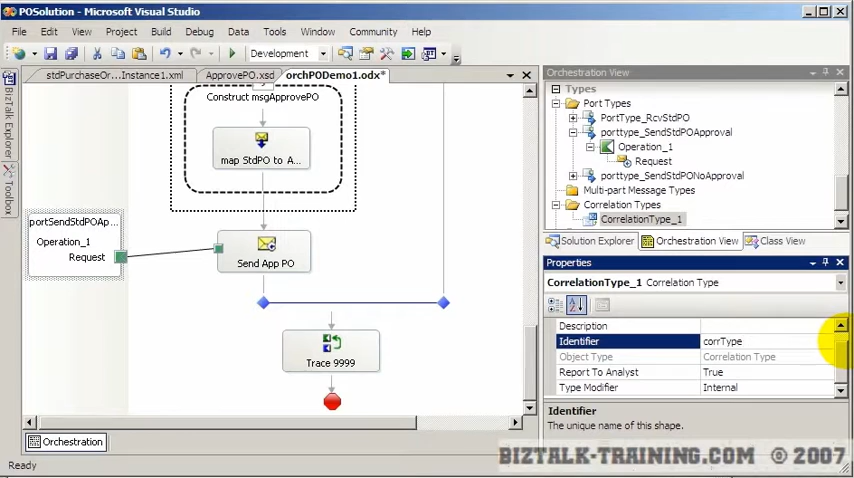 POSolution - Microsoft Visual Studio
File Edit View Project Build Debug Tools Window Community Help
Development
stdPurchaseOr...Instance1.xml ApprovePO.xsd orchPODemo1.odx*
BizTalk Explorer
Toolbox
Construct msgApprovePO
map StdPO to A...
portSendStdPOAp...
Operation_1
Request
Send App PO
Trace 9999
Orchestration
Orchestration View
Types
Port Types
PortType_RcvStdPO
porttype_SendStdPOApproval
Operation_1
Request
porttype_SendStdPONoApproval
Multi-part Message Types
Correlation Types
CorrelationType_1
Solution Explorer Orchestration View Class View
Properties
CorrelationType_1 Correlation Type
Description
Identifier corrType
Object Type Correlation Type
Report To Analyst True
Type Modifier Internal
Identifier
The unique name of this shape.
BIZTALK-TRAINING.COM © 2007
Ready